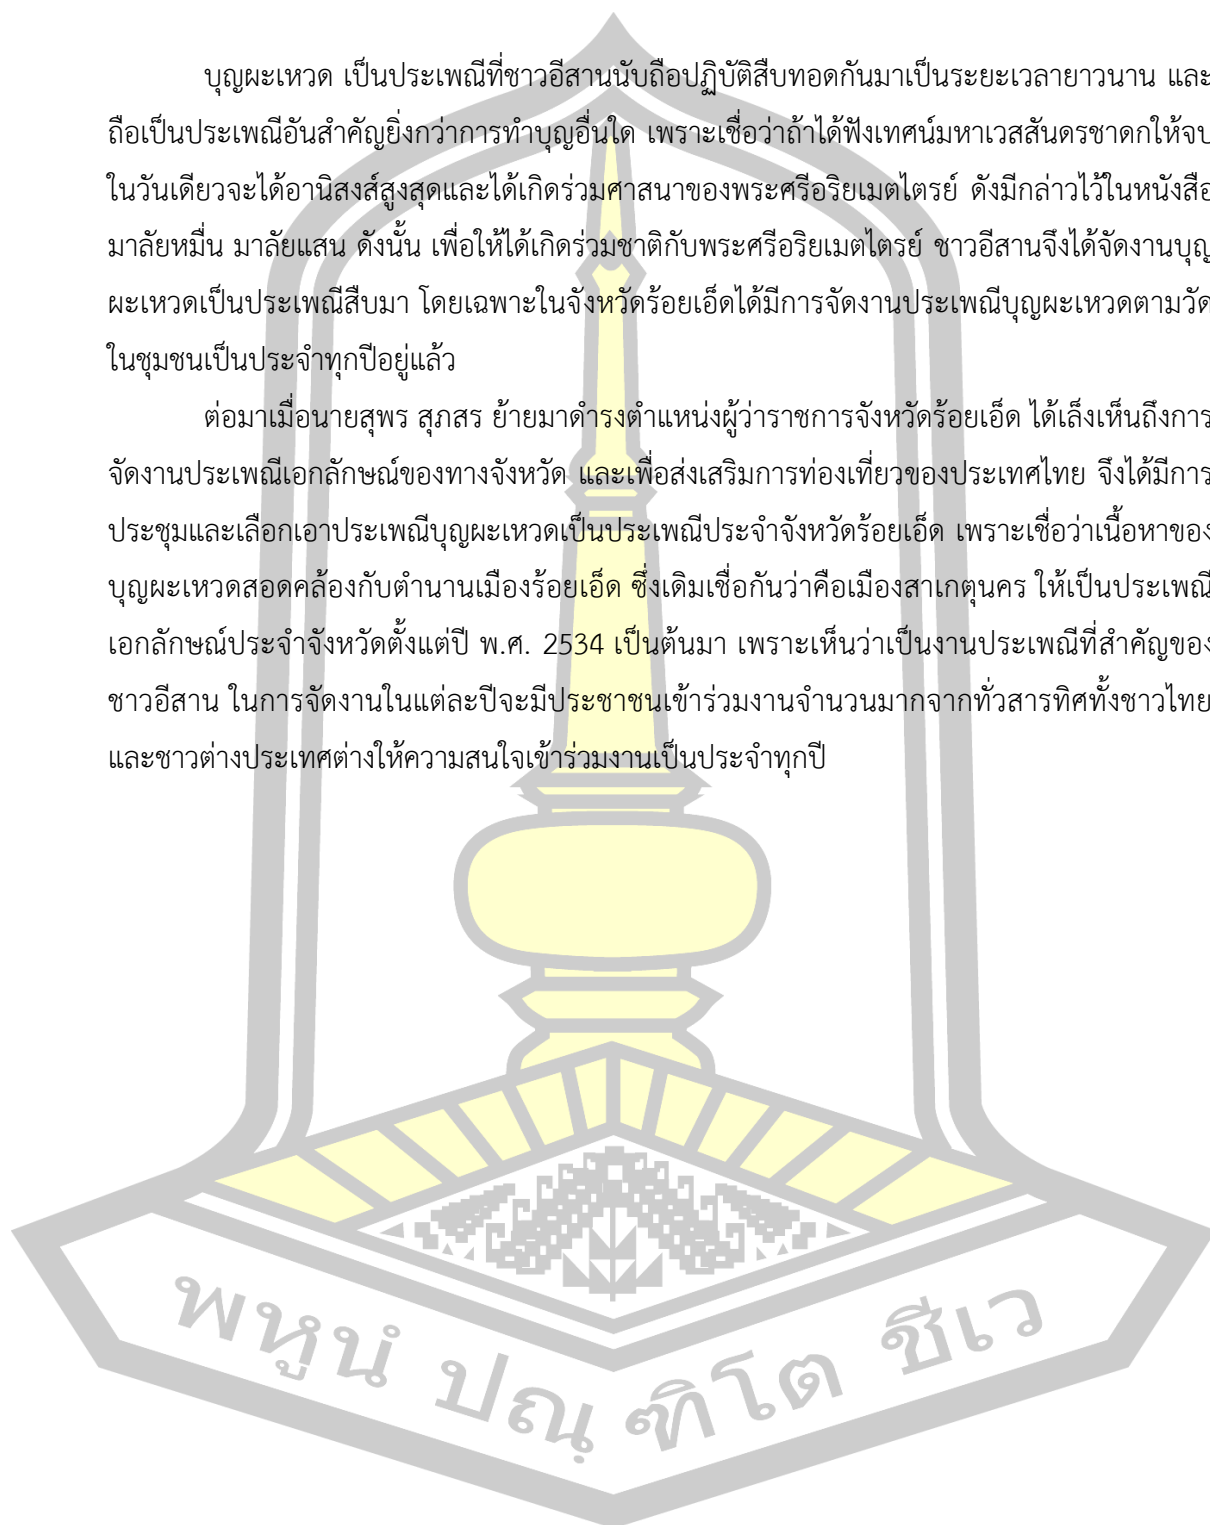 บุญผะเหวด เป็นประเพณีที่ชาวอีสานนับถือปฏิบัติสืบทอดกันมาเป็นระยะเวลายาวนาน และ
ถือเป็นประเพณีอันสำคัญยิ่งกว่าการทำบุญอื่นใด เพราะเชื่อว่าถ้าได้ฟังเทศน์มหาเวสสันดรชาดกให้จบ
ในวันเดียวจะได้อานิสงส์สูงสุดและได้เกิดร่วมศาสนาของพระศรีอริยเมตไตรย์ ดังมีกล่าวไว้ในหนังสือ
มาลัยหมื่น มาลัยแสน ดังนั้น เพื่อให้ได้เกิดร่วมชาติกับพระศรีอริยเมตไตรย์ ชาวอีสานจึงได้จัดงานบุญ
ผะเหวดเป็นประเพณีสืบมา โดยเฉพาะในจังหวัดร้อยเอ็ดได้มีการจัดงานประเพณีบุญผะเหวดตามวัด
ในชุมชนเป็นประจำทุกปีอยู่แล้ว
ต่อมาเมื่อนายสุพร สุภสร ย้ายมาดำรงตำแหน่งผู้ว่าราชการจังหวัดร้อยเอ็ด ได้เล็งเห็นถึงการ
จัดงานประเพณีเอกลักษณ์ของทางจังหวัด และเพื่อส่งเสริมการท่องเที่ยวของประเทศไทย จึงได้มีการ
ประชุมและเลือกเอาประเพณีบุญผะเหวดเป็นประเพณีประจำจังหวัดร้อยเอ็ด เพราะเชื่อว่าเนื้อหาของ
บุญผะเหวดสอดคล้องกับตำนานเมืองร้อยเอ็ด ซึ่งเดิมเชื่อกันว่าคือเมืองสาเกตุนคร ให้เป็นประเพณี
เอกลักษณ์ประจำจังหวัดตั้งแต่ปี พ.ศ. 2534 เป็นต้นมา เพราะเห็นว่าเป็นงานประเพณีที่สำคัญของ
ชาวอีสาน ในการจัดงานในแต่ละปีจะมีประชาชนเข้าร่วมงานจำนวนมากจากทั่วสารทิศทั้งชาวไทย
และชาวต่างประเทศต่างให้ความสนใจเข้าร่วมงานเป็นประจำทุกปี
พหูนํ ปณฺ ฑิโต ชีเว